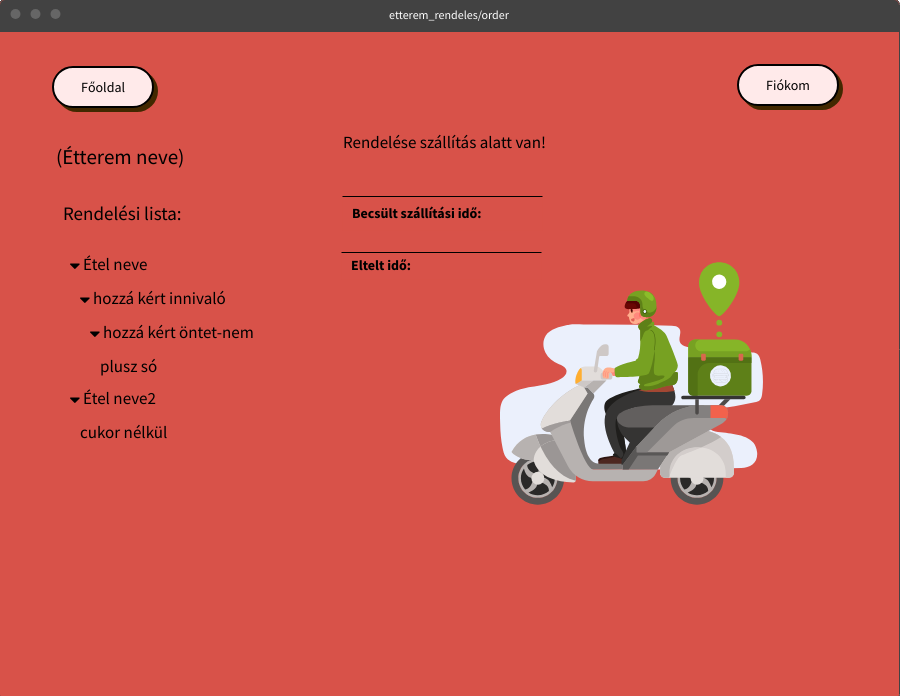 etterem_rendeles/order
Főoldal
Fiókom
(Étterem neve)
Rendelési lista:
Étel neve
hozzá kért innivaló
hozzá kért öntet-nem
plusz só
Étel neve2
cukor nélkül
Rendelése szállítás alatt van!
Becsült szállítási idő:
Eltelt idő: